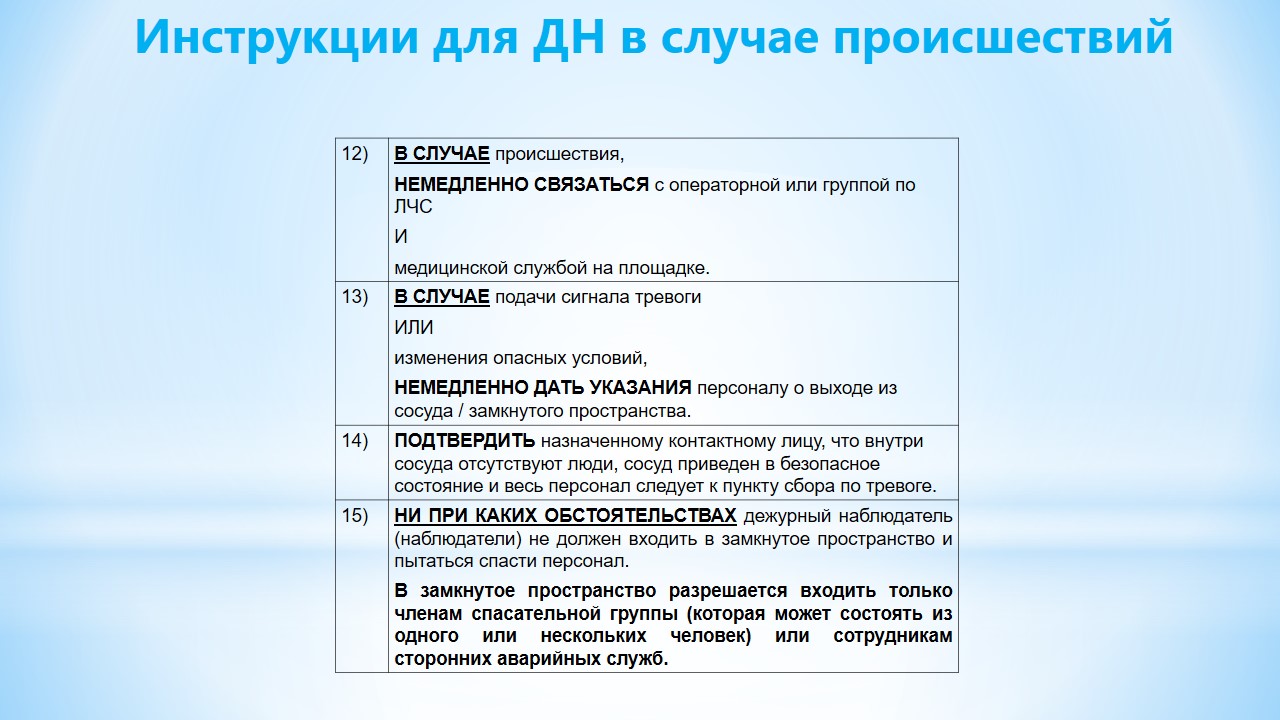 Инструкции для ДН в случае происшествий
12) В СЛУЧАЕ происшествия,
НЕМЕДЛЕННО СВЯЗАТЬСЯ с операторной или группой по
ЛЧС
И
медицинской службой на площадке.
13) В СЛУЧАЕ подачи сигнала тревоги
ИЛИ
изменения опасных условий,
НЕМЕДЛЕННО ДАТЬ УКАЗАНИЯ персоналу о выходе из
сосуда / замкнутого пространства.
14) ПОДТВЕРДИТЬ назначенному контактному лицу, что внутри
сосуда отсутствуют люди, сосуд приведен в безопасное
состояние и весь персонал следует к пункту сбора по тревоге.
15) НИ ПРИ КАКИХ ОБСТОЯТЕЛЬСТВАХ дежурный наблюдатель
(наблюдатели) не должен входить в замкнутое пространство и
пытаться спасти персонал.
В замкнутое пространство разрешается входить только
членам спасательной группы (которая может состоять из
одного или нескольких человек) или сотрудникам
сторонних аварийных служб.